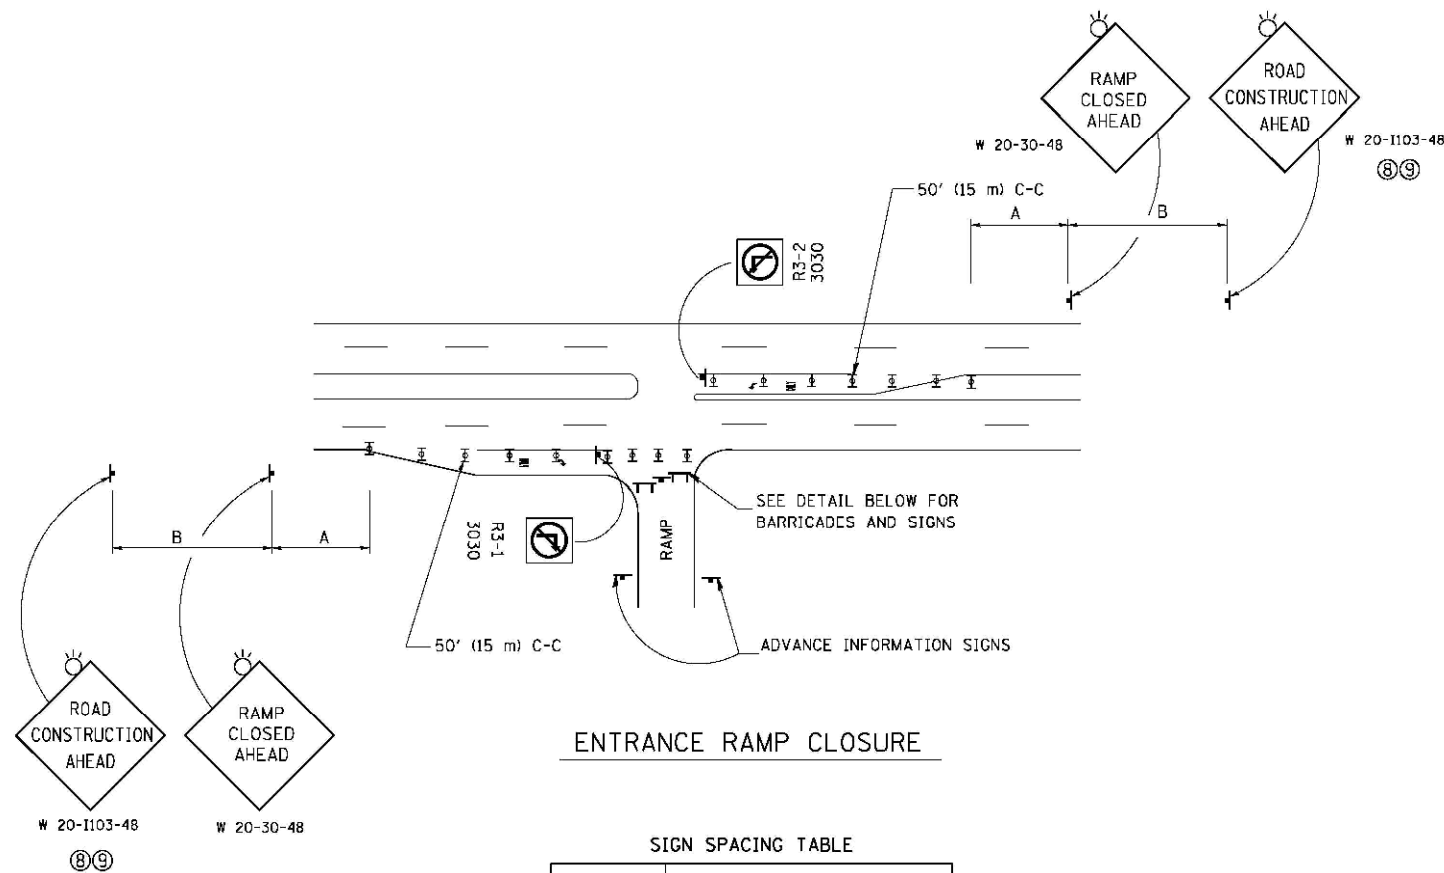 RAMP
CLOSED
AHEAD
W 20-30-48
ROAD
CONSTRUCTION
AHEAD
W 20-I103-48
⑧⑨
50' (15 m) C-C
A
B
R3-2
3030
SEE DETAIL BELOW FOR
BARRICADES AND SIGNS
RAMP
R3-1
3030
B
A
50' (15 m) C-C
ADVANCE INFORMATION SIGNS
ROAD
CONSTRUCTION
AHEAD
W 20-I103-48
⑧⑨
RAMP
CLOSED
AHEAD
W 20-30-48
ENTRANCE RAMP CLOSURE
SIGN SPACING TABLE